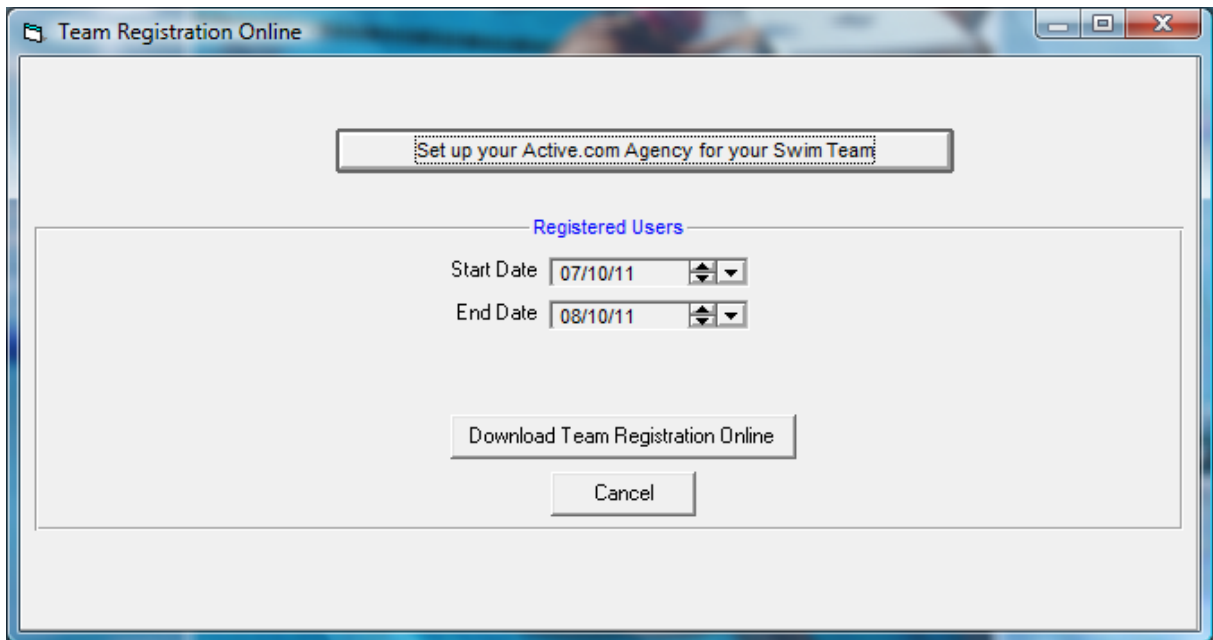 Team Registration Online
Set up your Active.com Agency for your Swim Team
Registered Users
Start Date 07/10/11
End Date 08/10/11
Download Team Registration Online
Cancel